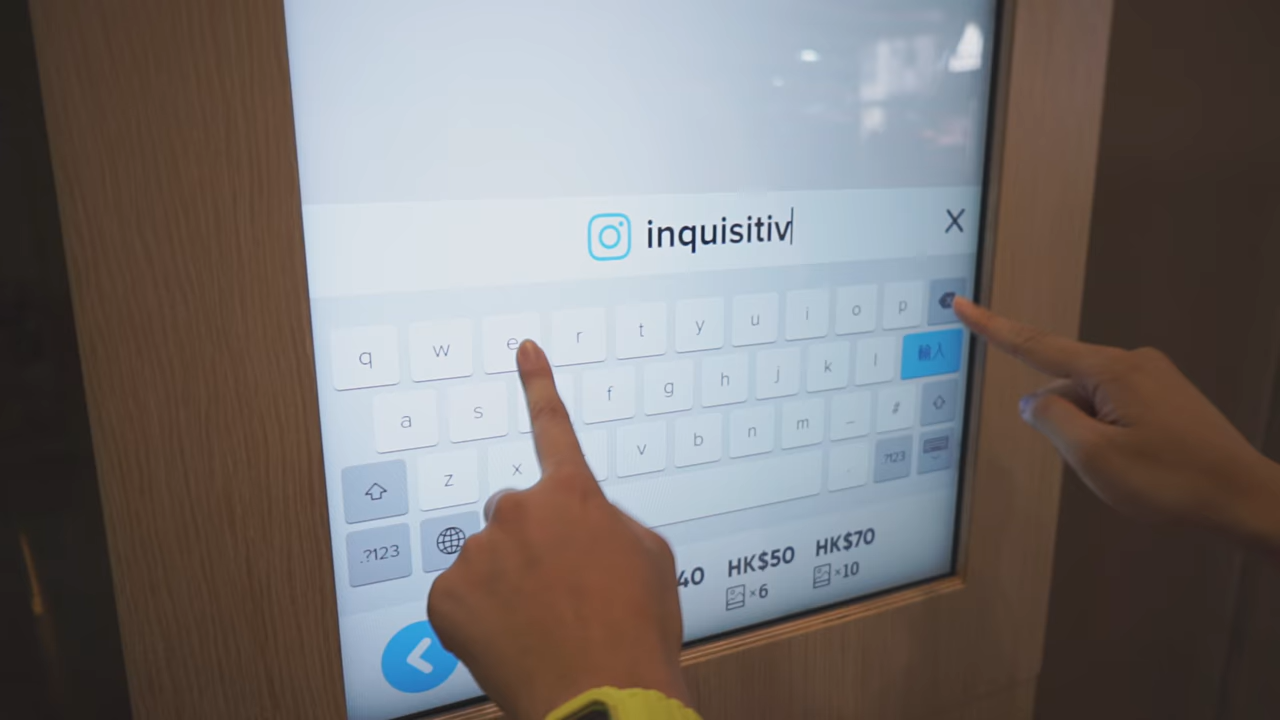 inquisitiv X
q w e r t y u i o p
a s f g h j k l 輸入
z x v b n m _ #
.?123 . .?123
40 HK$50 HK$70
×6 ×10